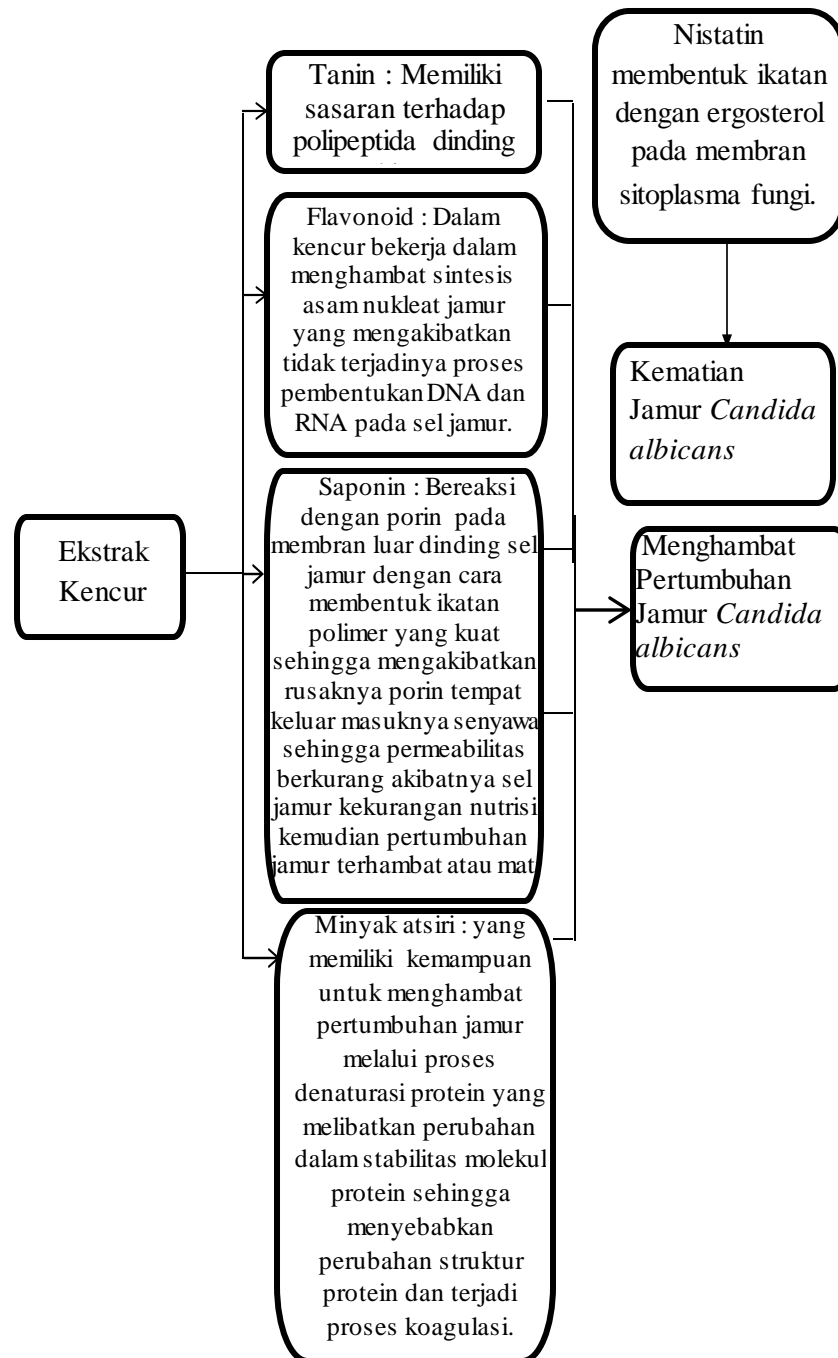 Tanin : Memiliki
sasaran terhadap
polipeptida dinding
Flavonoid : Dalam
kencur bekerja dalam
menghambat sintesis
asam nukleat jamur
yang mengakibatkan
tidak terjadinya proses
pembentukan DNA dan
RNA pada sel jamur.
Saponin : Bereaksi
dengan porin pada
membran luar dinding sel
jamur dengan cara
membentuk ikatan
polimer yang kuat
sehingga mengakibatkan
rusaknya porin tempat
keluar masuknya senyawa
sehingga permeabilitas
berkurang akibatnya sel
jamur kekurangan nutrisi
kemudian pertumbuhan
jamur terhambat atau mat
Minyak atsiri : yang
memiliki kemampuan
untuk menghambat
pertumbuhan jamur
melalui proses
denaturasi protein yang
melibatkan perubahan
dalam stabilitas molekul
protein sehingga
menyebabkan
perubahan struktur
protein dan terjadi
proses koagulasi.
Ekstrak
Kencur
Nistatin
membentuk ikatan
dengan ergosterol
pada membran
sitoplasma fungi.
Kematian
Jamur Candida
albicans
Menghambat
Pertumbuhan
Jamur Candida
albicans